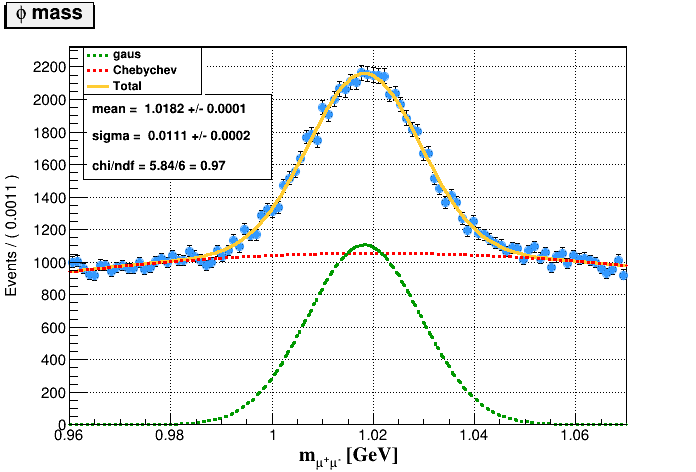 ϕ mass
gaus
Chebychev
Total
mean = 1.0182 +/- 0.0001
sigma = 0.0111 +/- 0.0002
chi/ndf = 5.84/6 = 0.97
Events / ( 0.0011 )
2200
2000
1800
1600
1400
1200
1000
800
600
400
200
0
0.96 0.98 1 1.02 1.04 1.06
m_μ⁺μ⁻ [GeV]